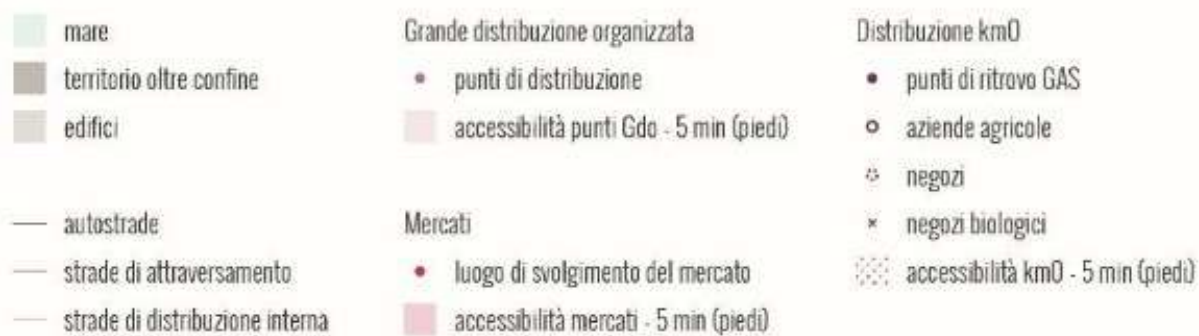 mare
territorio oltre confine
edifici
autostrade
strade di attraversamento
strade di distribuzione interna
Grande distribuzione organizzata
punti di distribuzione
accessibilità punti Gdo - 5 min (piedi)
Mercati
luogo di svolgimento del mercato
accessibilità mercati - 5 min (piedi)
Distribuzione km0
punti di ritrovo GAS
aziende agricole
negozi
negozi biologici
accessibilità km0 - 5 min (piedi)